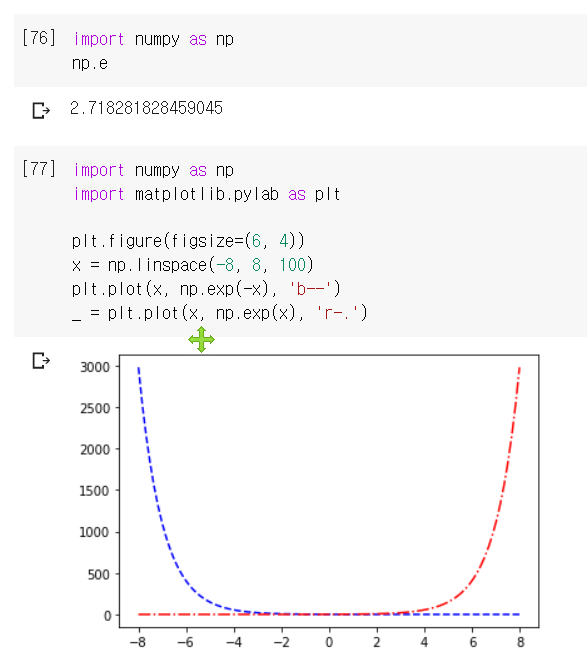 [76] import numpy as np
np.e
2.718281828459045
[77] import numpy as np
import matplotlib.pylab as plt
plt.figure(figsize=(6, 4))
x = np.linspace(-8, 8, 100)
plt.plot(x, np.exp(-x), 'b--')
_ = plt.plot(x, np.exp(x), 'r-.')
3000
2500
2000
1500
1000
500
0
−8 −6 −4 −2 0 2 4 6 8